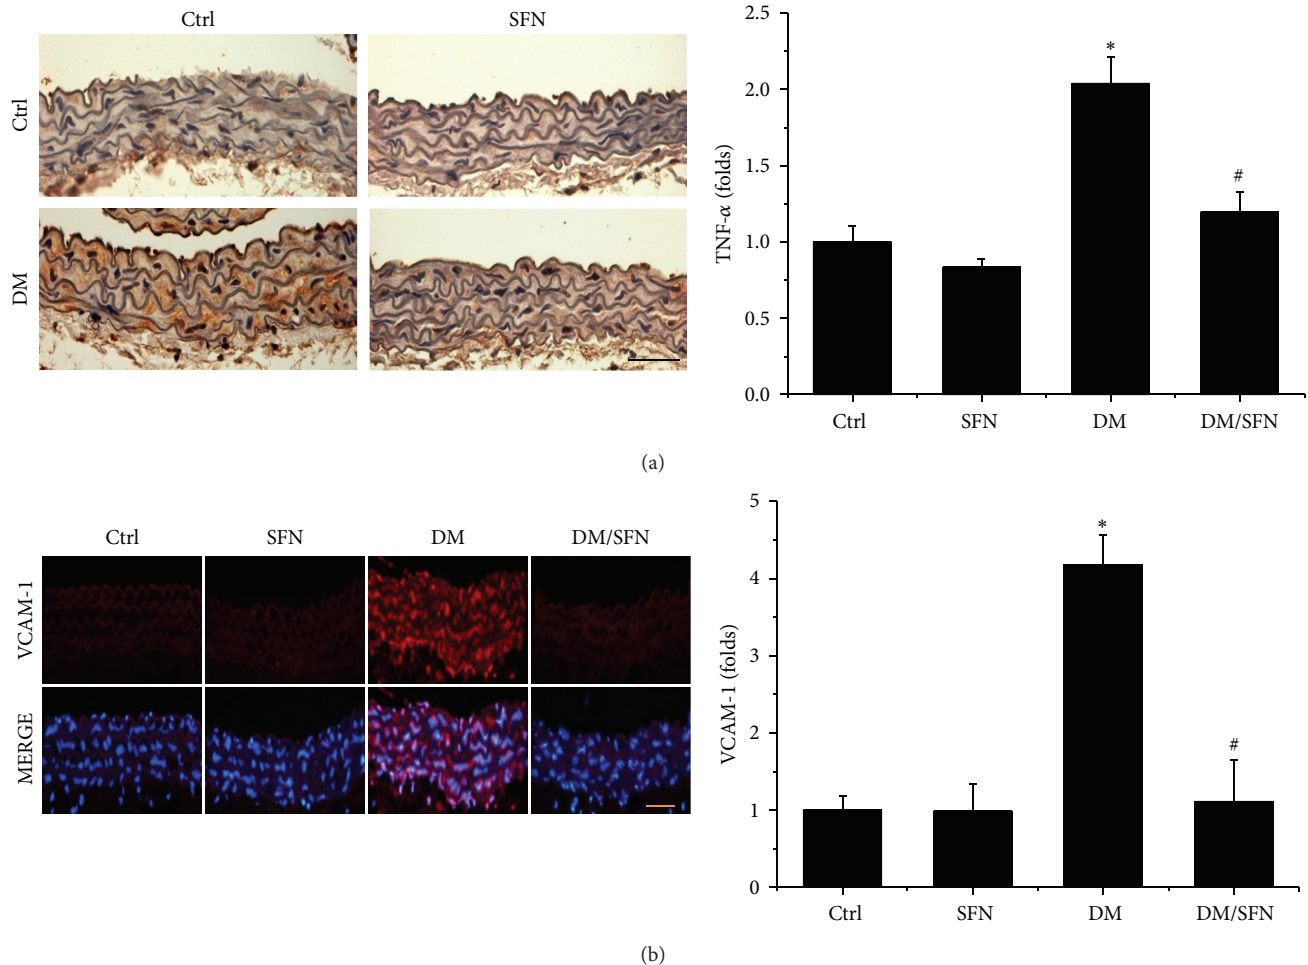 Ctrl SFN
Ctrl
DM
2.5
2.0
1.5
1.0
0.5
0.0
TNF-α (folds)
*
#
Ctrl SFN DM DM/SFN
(a)
Ctrl SFN DM DM/SFN
VCAM-1
MERGE
5
4
3
2
1
0
VCAM-1 (folds)
*
#
Ctrl SFN DM DM/SFN
(b)